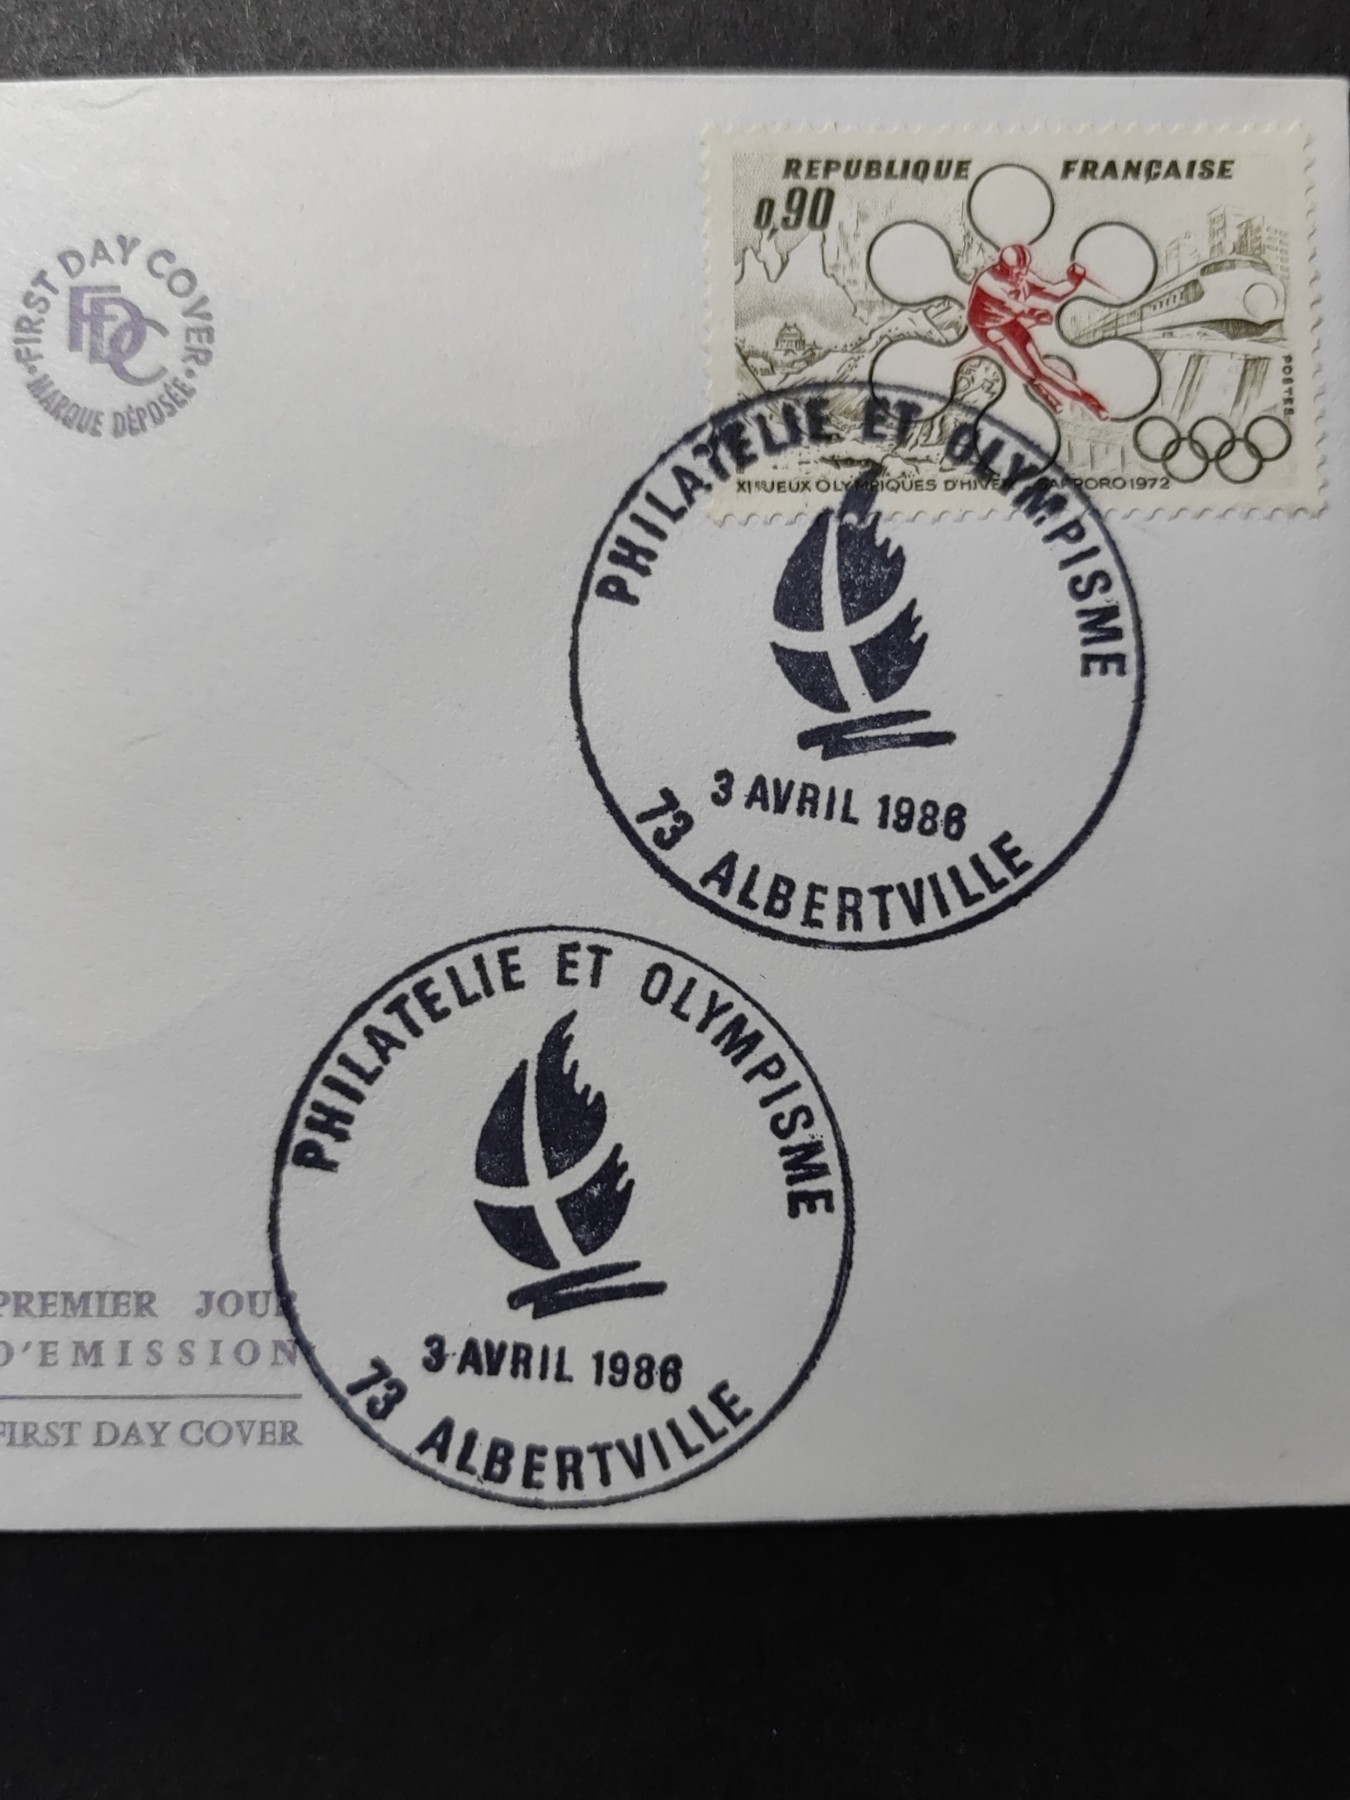 REPUBLIQUE FRANÇAISE
0,90
POSTES
XIes JEUX OLYMPIQUES D'HIVER SAPPORO 1972
FIRST DAY COVER
FDC
MARQUE DÉPOSÉE
PHILATELIE ET OLYMPISME
3 AVRIL 1986
73 ALBERTVILLE
PHILATELIE ET OLYMPISME
3 AVRIL 1986
73 ALBERTVILLE
PREMIER JOUR
D'EMISSION
FIRST DAY COVER